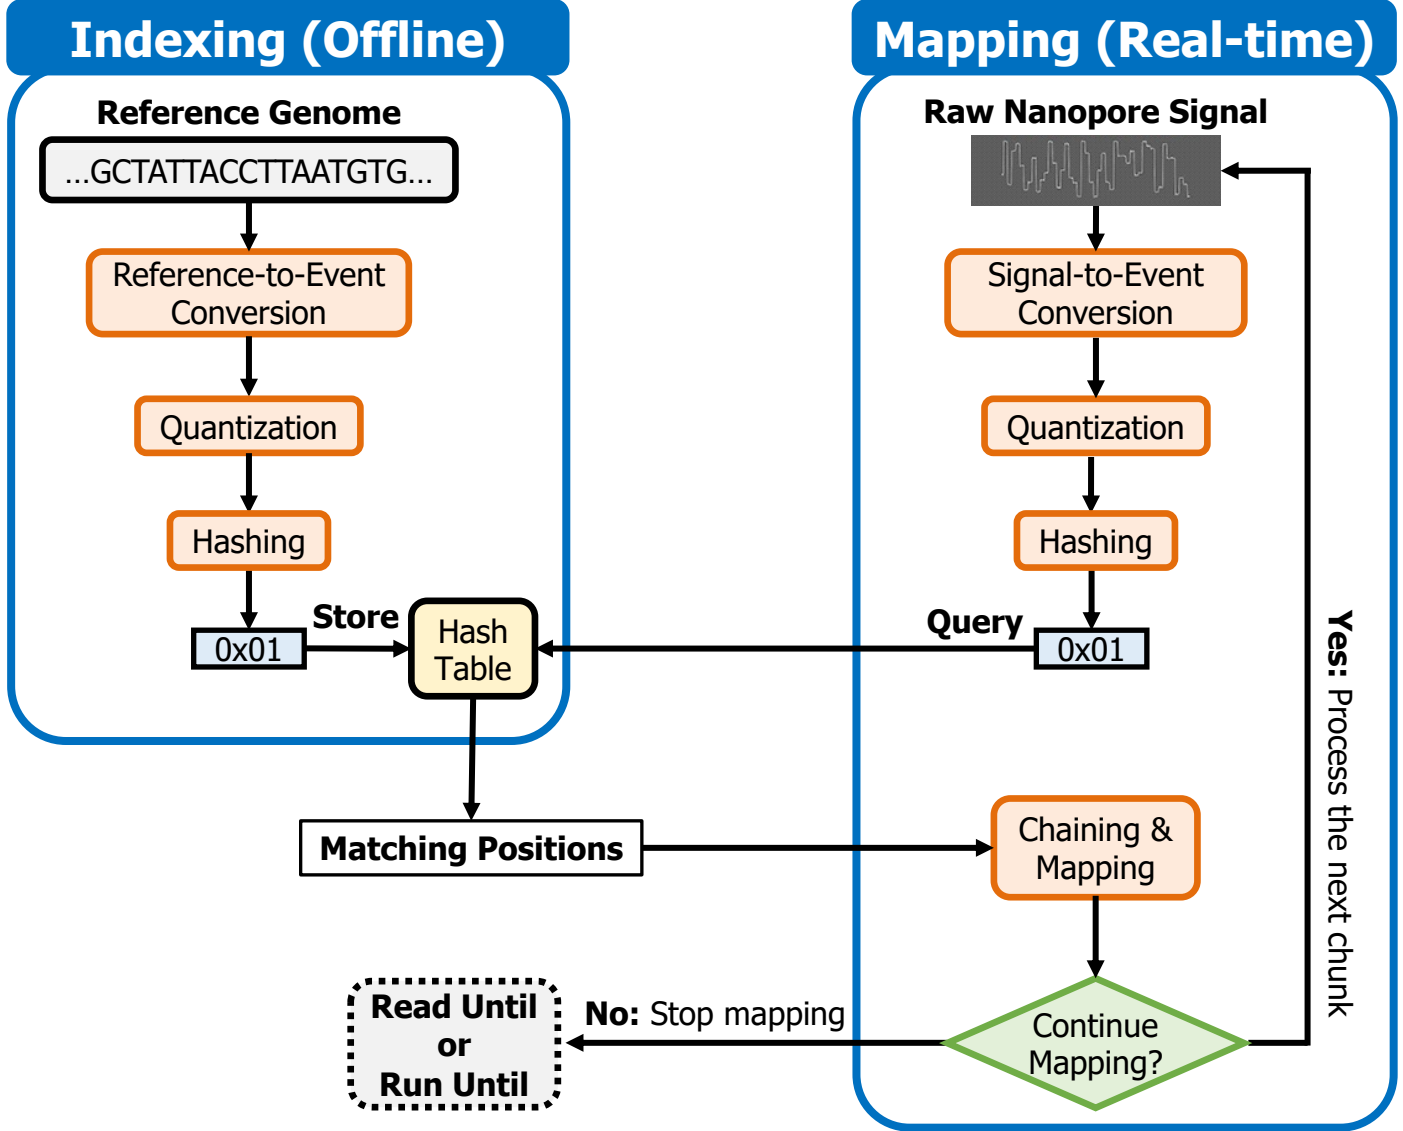 Indexing (Offline)
Reference Genome
...GCTATTACCTTAATGTG...
Reference-to-Event
Conversion
Quantization
Hashing
0x01
Store
Hash
Table
Matching Positions
Mapping (Real-time)
Raw Nanopore Signal
Signal-to-Event
Conversion
Quantization
Hashing
0x01
Query
Chaining &
Mapping
Continue
Mapping?
Yes: Process the next chunk
No: Stop mapping
Read Until
or
Run Until